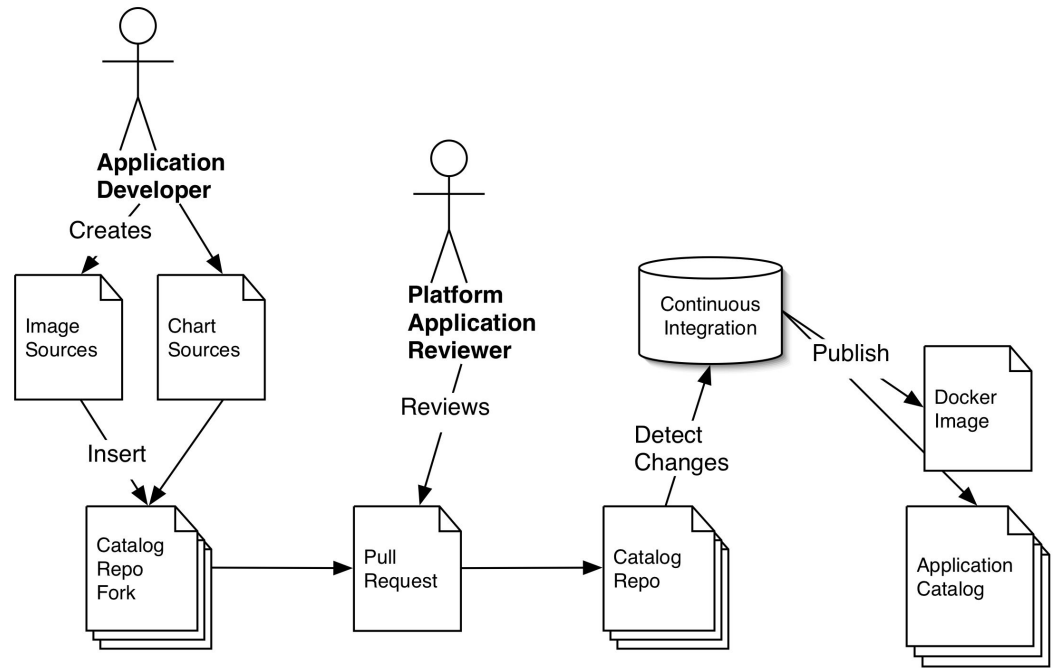 Application
Developer
Creates
Image
Sources
Chart
Sources
Insert
Catalog
Repo
Fork
Platform
Application
Reviewer
Reviews
Pull
Request
Catalog
Repo
Detect
Changes
Continuous
Integration
Publish
Docker
Image
Application
Catalog